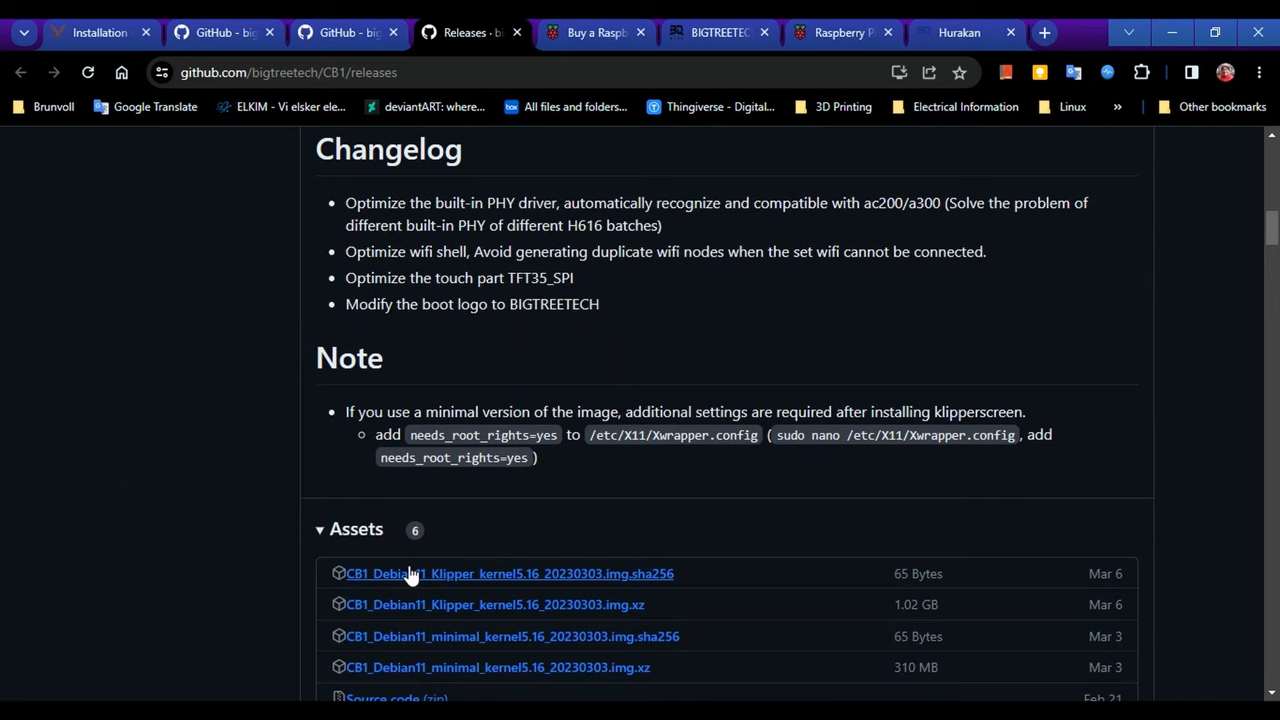 Installation
GitHub - big
GitHub - big
Releases · bi
Buy a Raspb
BIGTREETEC
Raspberry P
Hurakan
github.com/bigtreetech/CB1/releases
Brunvoll
Google Translate
ELKIM - Vi elsker ele...
deviantART: where...
box
All files and folders...
Thingiverse - Digital...
3D Printing
Electrical Information
Linux
»
Other bookmarks
Changelog
• Optimize the built-in PHY driver, automatically recognize and compatible with ac200/a300 (Solve the problem of
different built-in PHY of different H616 batches)
• Optimize wifi shell, Avoid generating duplicate wifi nodes when the set wifi cannot be connected.
• Optimize the touch part TFT35_SPI
• Modify the boot logo to BIGTREETECH
Note
• If you use a minimal version of the image, additional settings are required after installing klipperscreen.
○ add needs_root_rights=yes to /etc/X11/Xwrapper.config ( sudo nano /etc/X11/Xwrapper.config, add
needs_root_rights=yes)
Assets 6
CB1_Debian11_Klipper_kernel5.16_20230303.img.sha256 65 Bytes Mar 6
CB1_Debian11_Klipper_kernel5.16_20230303.img.xz 1.02 GB Mar 6
CB1_Debian11_minimal_kernel5.16_20230303.img.sha256 65 Bytes Mar 3
CB1_Debian11_minimal_kernel5.16_20230303.img.xz 310 MB Mar 3
Source code (zip) Feb 21